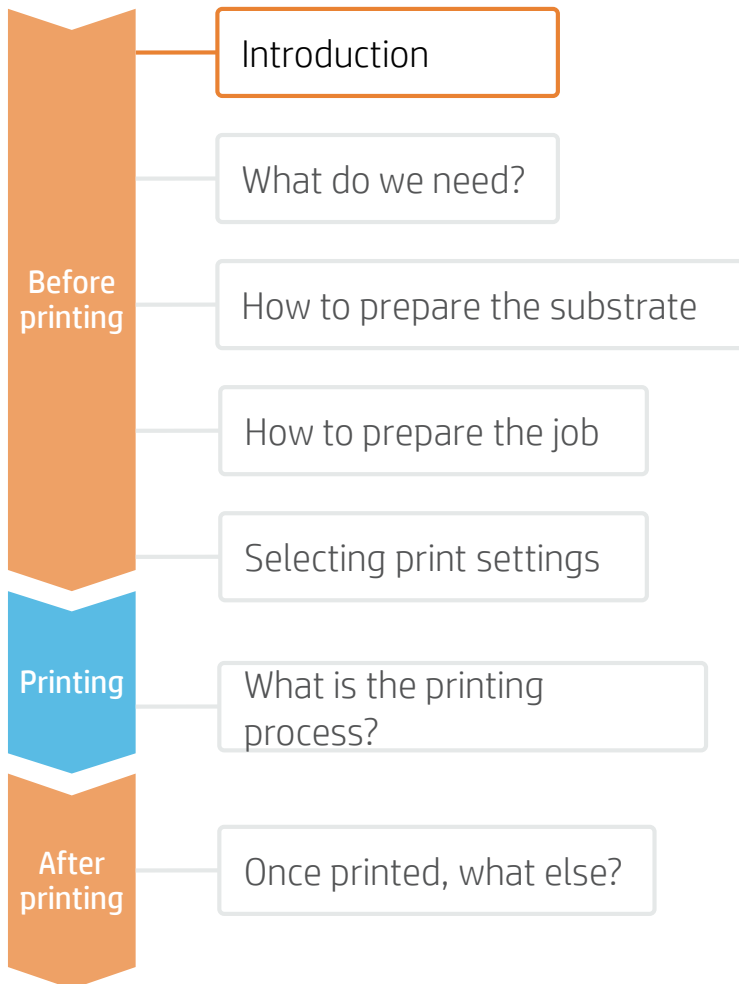 Introduction
What do we need?
Before
printing
How to prepare the substrate
How to prepare the job
Selecting print settings
Printing
What is the printing
process?
After
printing
Once printed, what else?